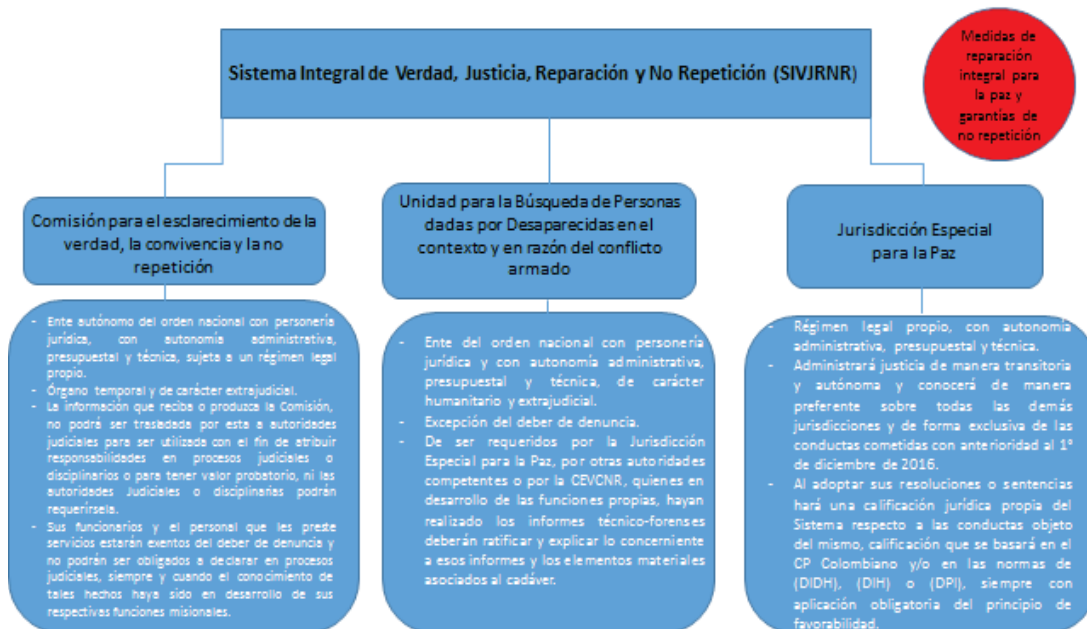 Sistema Integral de Verdad, Justicia, Reparación y No Repetición (SIVJRNR)
Medidas de
reparación
integral para
la paz y
garantías de
no repetición
Comisión para el esclarecimiento de la
verdad, la convivencia y la no
repetición
- Ente autónomo del orden nacional con personería
jurídica, con autonomía administrativa,
presupuestal y técnica, sujeta a un régimen legal
propio.
- Órgano temporal y de carácter extrajudicial.
- La información que reciba o produzca la Comisión,
no podrá ser trasladada por esta a autoridades
judiciales para ser utilizada con el fin de atribuir
responsabilidades en procesos judiciales o
disciplinarios o para tener valor probatorio, ni las
autoridades Judiciales o disciplinarias podrán
requerírsela.
- Sus funcionarios y el personal que les preste
servicios estarán exentos del deber de denuncia y
no podrán ser obligados a declarar en procesos
judiciales, siempre y cuando el conocimiento de
tales hechos haya sido en desarrollo de sus
respectivas funciones misionales.
Unidad para la Búsqueda de Personas
dadas por Desaparecidas en el
contexto y en razón del conflicto
armado
- Ente del orden nacional con personería
jurídica y con autonomía administrativa,
presupuestal y técnica, de carácter
humanitario y extrajudicial.
- Excepción del deber de denuncia.
- De ser requeridos por la Jurisdicción
Especial para la Paz, por otras autoridades
competentes o por la CEVCNR, quienes en
desarrollo de las funciones propias, hayan
realizado los informes técnico-forenses
deberán ratificar y explicar lo concerniente
a esos informes y los elementos materiales
asociados al cadáver.
Jurisdicción Especial
para la Paz
- Régimen legal propio, con autonomía
administrativa, presupuestal y técnica.
- Administrará justicia de manera transitoria
y autónoma y conocerá de manera
preferente sobre todas las demás
jurisdicciones y de forma exclusiva de las
conductas cometidas con anterioridad al 1°
de diciembre de 2016.
- Al adoptar sus resoluciones o sentencias
hará una calificación jurídica propia del
Sistema respecto a las conductas objeto
del mismo, calificación que se basará en el
CP Colombiano y/o en las normas de
(DIDH), (DIH) o (DPI), siempre con
aplicación obligatoria del principio de
favorabilidad.